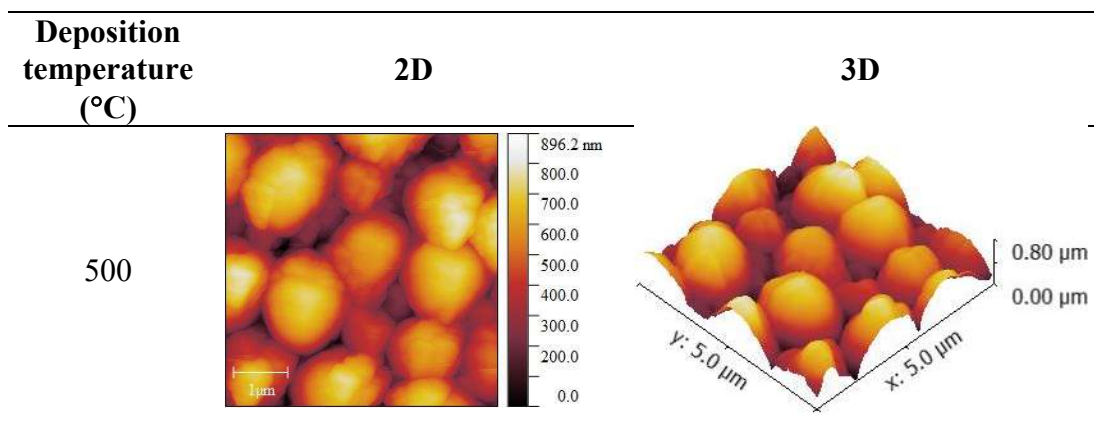 Deposition
temperature
(°C)
2D
3D
500
896.2 nm
800.0
700.0
600.0
500.0
400.0
300.0
200.0
0.0
1µm
0.80 µm
0.00 µm
y: 5.0 µm
x: 5.0 µm